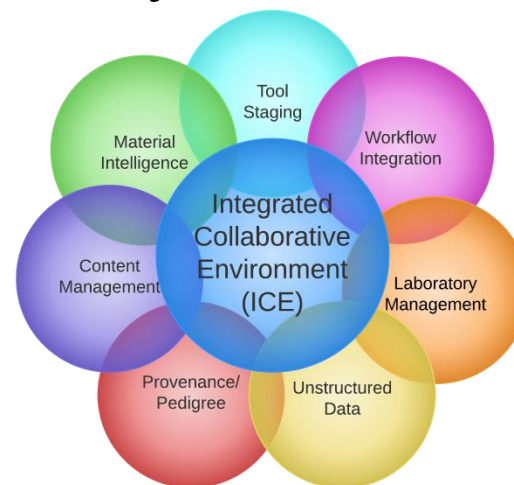 Tool
Staging
Material
Intelligence
Workflow
Integration
Integrated
Collaborative
Environment
(ICE)
Content
Management
Laboratory
Management
Provenance/
Pedigree
Unstructured
Data